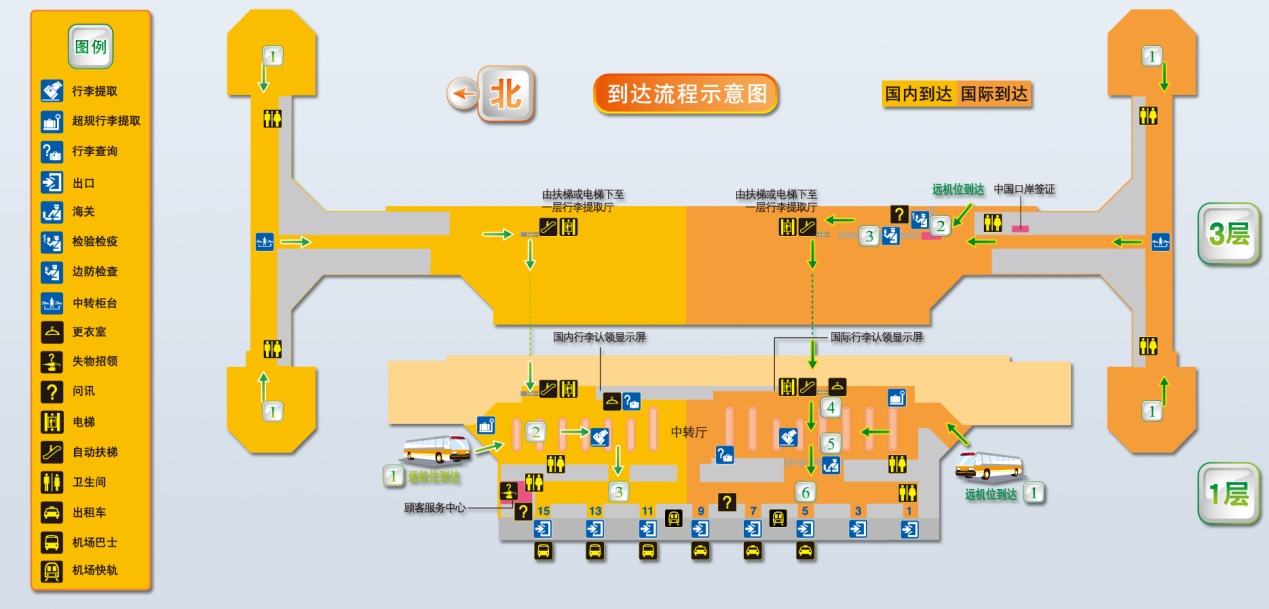 图例
行李提取
超规行李提取
行李查询
出口
海关
检验检疫
边防检查
中转柜台
更衣室
失物招领
问讯
电梯
自动扶梯
卫生间
出租车
机场巴士
机场快轨
北
到达流程示意图
国内到达 国际到达
1
1
由扶梯或电梯下至
一层行李提取厅
由扶梯或电梯下至
一层行李提取厅
远机位到达
中国口岸签证
?
2
3
3层
国内行李认领显示屏
国际行李认领显示屏
1
1
?
4
2
中转厅
5
?
1 远机位到达
远机位到达 1
3
6
1层
顾客服务中心
?
?
15
13
11
9
7
5
3
1